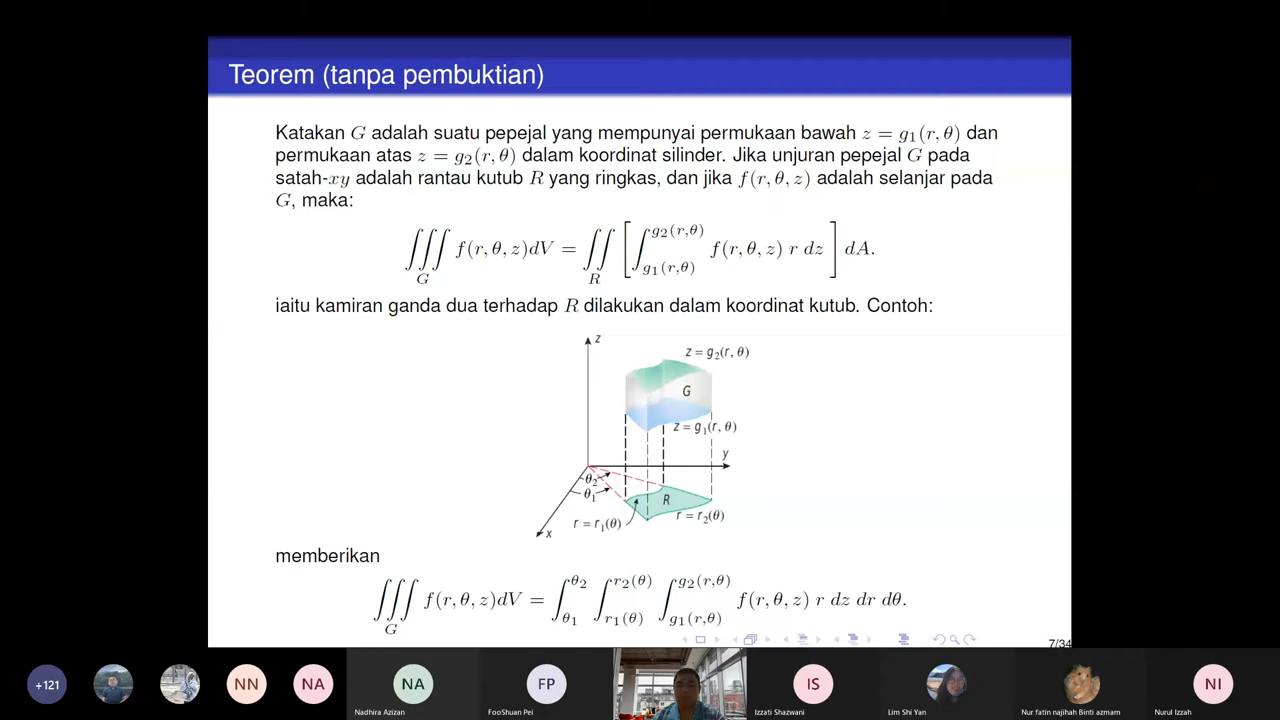 Teorem (tanpa pembuktian)
Katakan G adalah suatu pepejal yang mempunyai permukaan bawah z = g₁(r, θ) dan
permukaan atas z = g₂(r, θ) dalam koordinat silinder. Jika unjuran pepejal G pada
satah-xy adalah rantau kutub R yang ringkas, dan jika f(r, θ, z) adalah selanjar pada
G, maka:
∭_G f(r, θ, z)dV = ∬_R [ ∫_{g₁(r,θ)}^{g₂(r,θ)} f(r, θ, z) r dz ] dA.
iaitu kamiran ganda dua terhadap R dilakukan dalam koordinat kutub. Contoh:
z
z = g₂(r, θ)
G
z = g₁(r, θ)
y
θ₂
θ₁
R
r = r₁(θ)
r = r₂(θ)
x
memberikan
∭_G f(r, θ, z)dV = ∫_{θ₁}^{θ₂} ∫_{r₁(θ)}^{r₂(θ)} ∫_{g₁(r,θ)}^{g₂(r,θ)} f(r, θ, z) r dz dr dθ.
7/34
+121
NN
NA
NA
FP
IS
NI
Nadhira Azizan
FooShuan Pei
Izzati Shazwani
Lim Shi Yan
Nur fatin najihah Binti azmam
Nurul Izzah